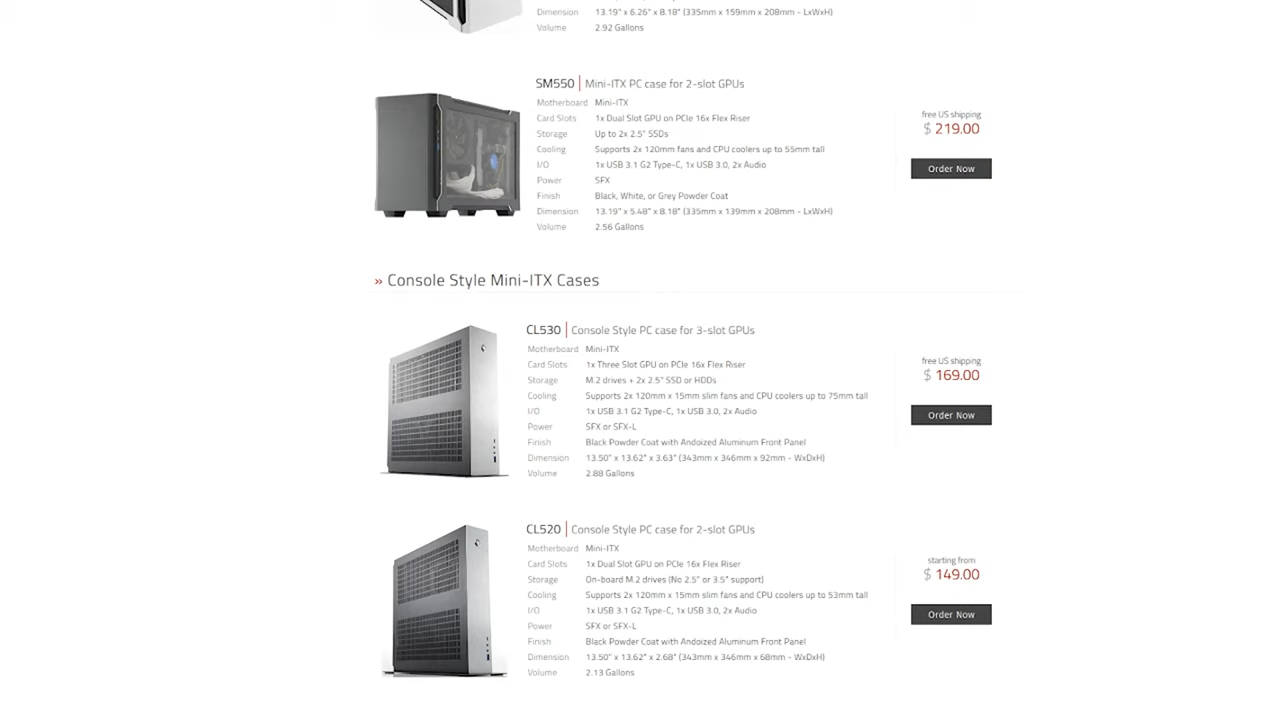 Dimension 13.19" x 6.26" x 8.18" (335mm x 159mm x 208mm - LxWxH)
Volume 2.92 Gallons
SM550 | Mini-ITX PC case for 2-slot GPUs
Motherboard Mini-ITX
Card Slots 1x Dual Slot GPU on PCIe 16x Flex Riser
Storage Up to 2x 2.5" SSDs
Cooling Supports 2x 120mm fans and CPU coolers up to 55mm tall
I/O 1x USB 3.1 G2 Type-C, 1x USB 3.0, 2x Audio
Power SFX
Finish Black, White, or Grey Powder Coat
Dimension 13.19" x 5.48" x 8.18" (335mm x 139mm x 208mm - LxWxH)
Volume 2.56 Gallons
free US shipping
$ 219.00
Order Now
» Console Style Mini-ITX Cases
CL530 | Console Style PC case for 3-slot GPUs
Motherboard Mini-ITX
Card Slots 1x Three Slot GPU on PCIe 16x Flex Riser
Storage M.2 drives + 2x 2.5" SSD or HDDs
Cooling Supports 2x 120mm x 15mm slim fans and CPU coolers up to 75mm tall
I/O 1x USB 3.1 G2 Type-C, 1x USB 3.0, 2x Audio
Power SFX or SFX-L
Finish Black Powder Coat with Andoized Aluminum Front Panel
Dimension 13.50" x 13.62" x 3.63" (343mm x 346mm x 92mm - WxDxH)
Volume 2.88 Gallons
free US shipping
$ 169.00
Order Now
CL520 | Console Style PC case for 2-slot GPUs
Motherboard Mini-ITX
Card Slots 1x Dual Slot GPU on PCIe 16x Flex Riser
Storage On-board M.2 drives (No 2.5" or 3.5" support)
Cooling Supports 2x 120mm x 15mm slim fans and CPU coolers up to 53mm tall
I/O 1x USB 3.1 G2 Type-C, 1x USB 3.0, 2x Audio
Power SFX or SFX-L
Finish Black Powder Coat with Andoized Aluminum Front Panel
Dimension 13.50" x 13.62" x 2.68" (343mm x 346mm x 68mm - WxDxH)
Volume 2.13 Gallons
starting from
$ 149.00
Order Now